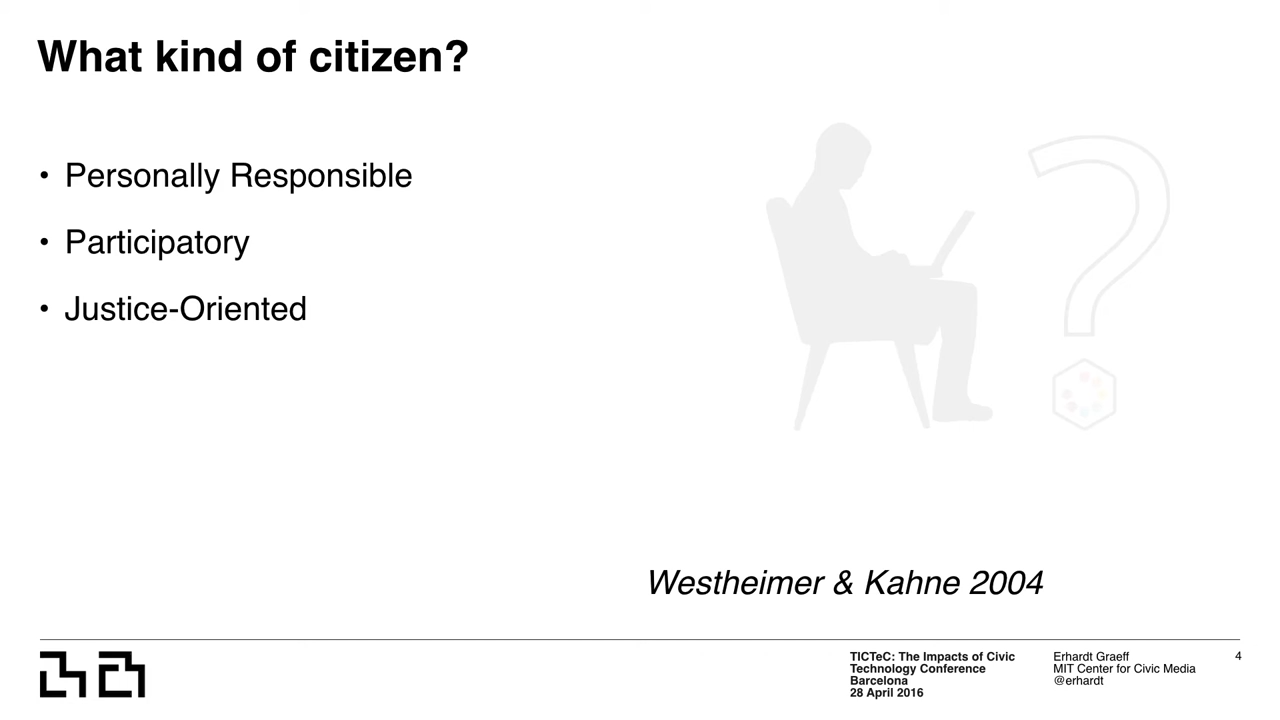 What kind of citizen?
• Personally Responsible
• Participatory
• Justice-Oriented
Westheimer & Kahne 2004
TICTeC: The Impacts of Civic
Technology Conference
Barcelona
28 April 2016
Erhardt Graeff
MIT Center for Civic Media
@erhardt
4